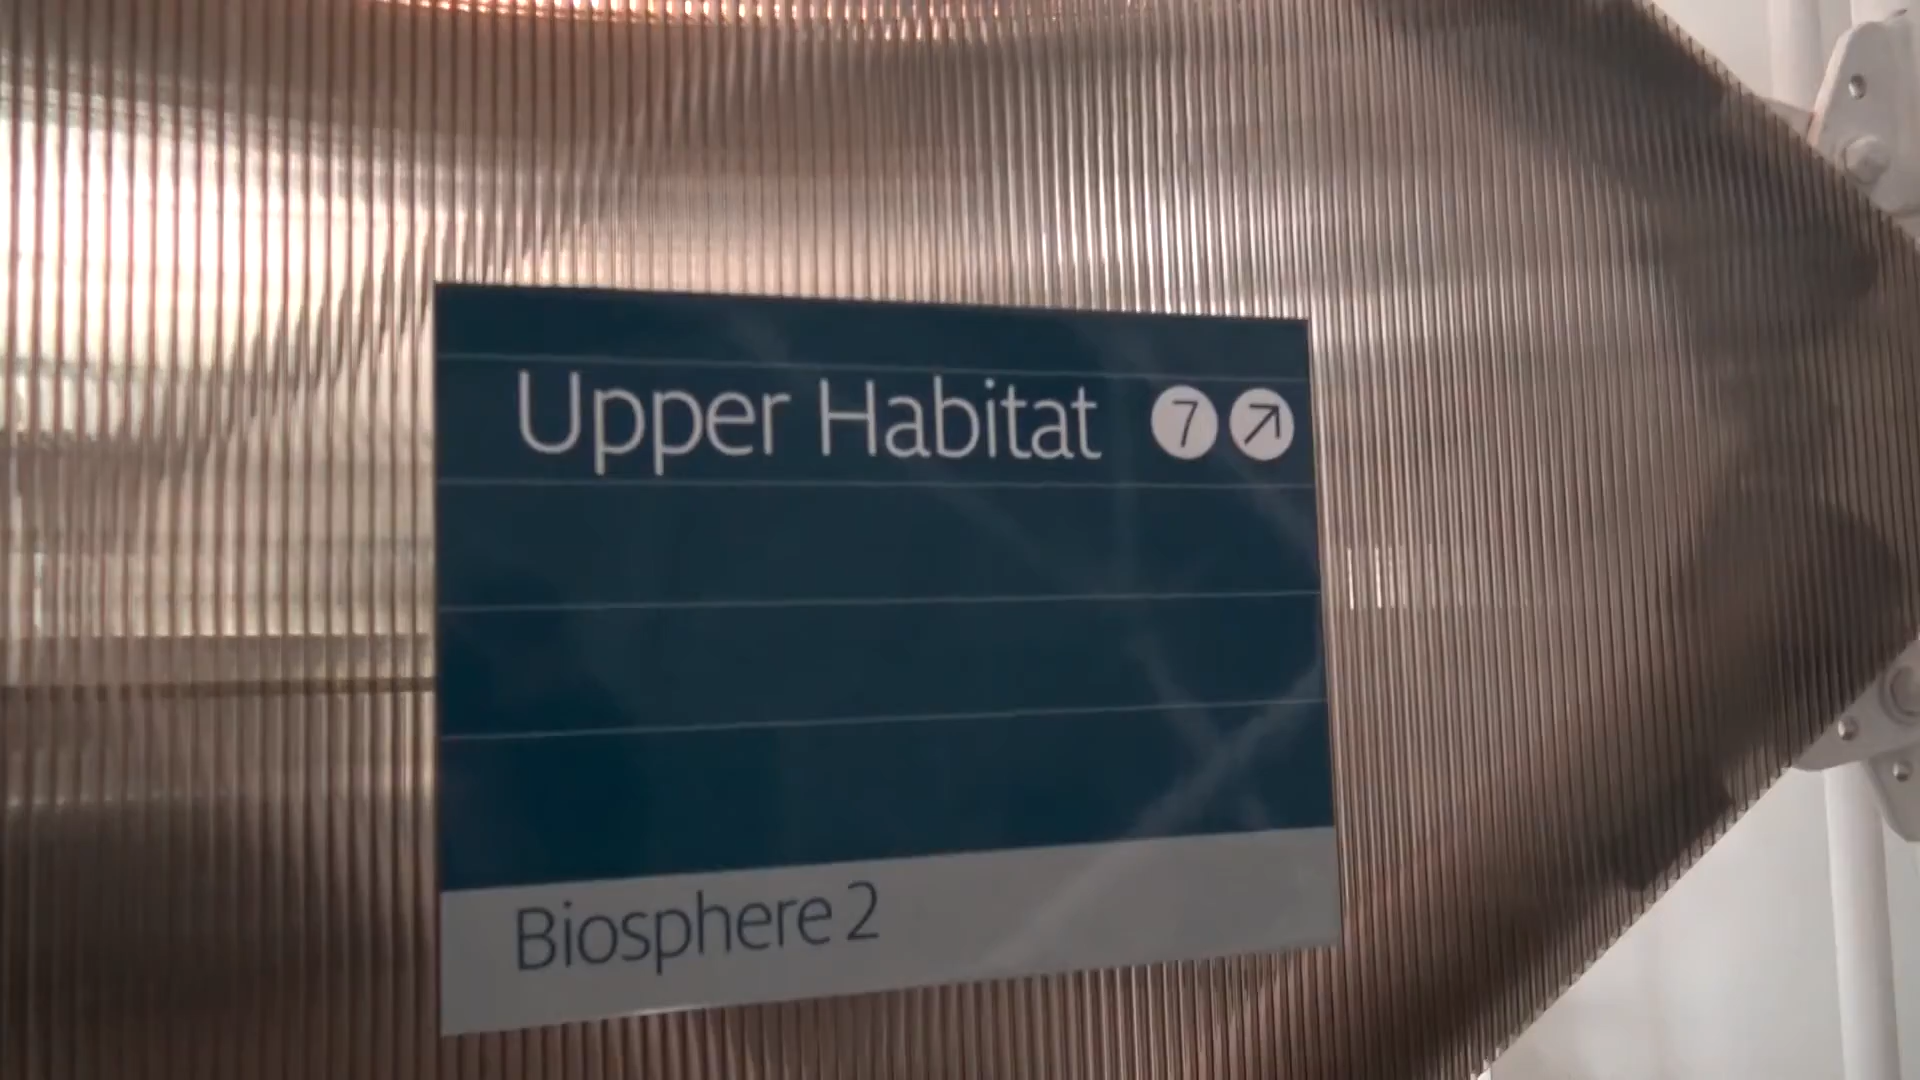 Upper Habitat 7 ↗
Biosphere 2